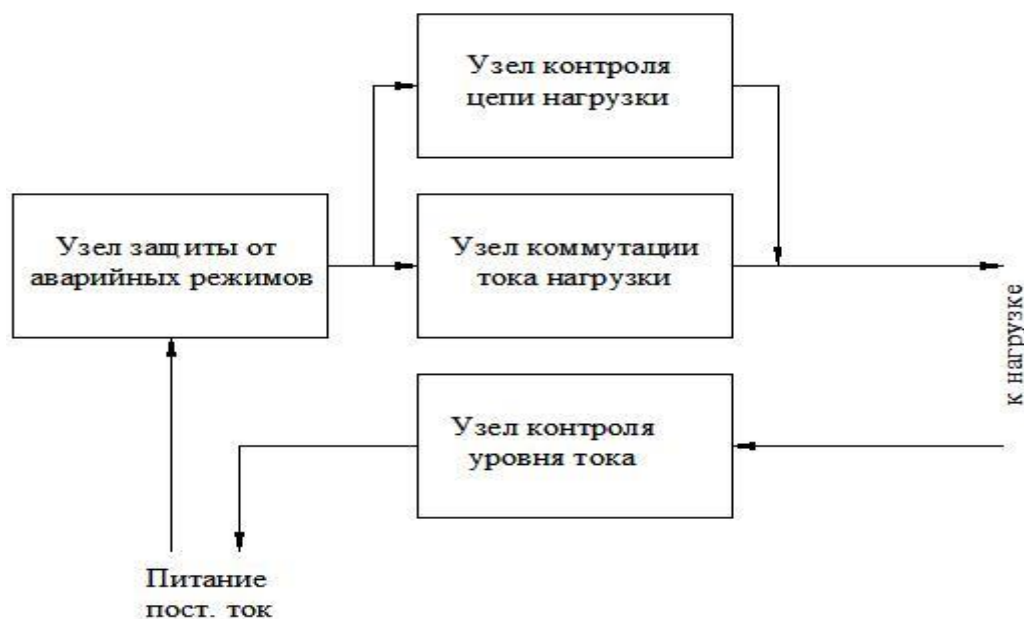 Узел контроля
цепи нагрузки
Узел защиты от
аварийных режимов
Узел коммутации
тока нагрузки
к нагрузке
Узел контроля
уровня тока
Питание
пост. ток